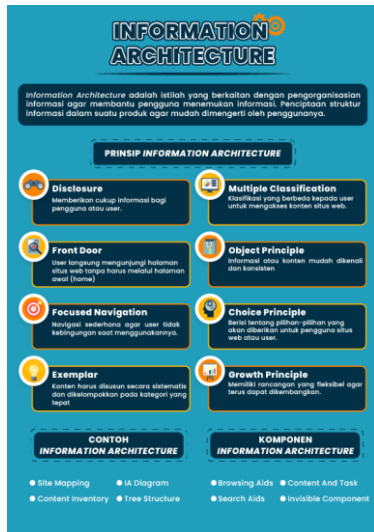 INFORMATION
ARCHITECTURE
Information Architecture adalah istilah yang berkaitan dengan pengorganisasian
informasi agar membantu pengguna menemukan informasi. Penciptaan struktur
informasi dalam suatu produk agar mudah dimengerti oleh penggunanya.
PRINSIP INFORMATION ARCHITECTURE
Disclosure
Memberikan cukup informasi bagi
pengguna atau user.
Multiple Classification
Klasifikasi yang berbeda kepada user
untuk mengakses konten situs web.
Front Door
User langsung mengunjungi halaman
situs web tanpa harus melalui halaman
awal (home)
Object Principle
Informasi atau konten mudah dikenali
dan konsisten
Focused Navigation
Navigasi sederhana agar user tidak
kebingungan saat menggunakannya.
Choice Principle
Berisi tentang pilihan-pilihan yang
akan diberikan untuk pengguna situs
web atau user.
Exemplar
Konten harus disusun secara sistematis
dan dikelompokkan pada kategori yang
tepat
Growth Principle
Memiliki rancangan yang fleksibel agar
terus dapat dikembangkan.
CONTOH
INFORMATION ARCHITECTURE
Site Mapping
IA Diagram
Content Inventory
Tree Structure
KOMPONEN
INFORMATION ARCHITECTURE
Browsing Aids
Content And Task
Search Aids
Invisible Component